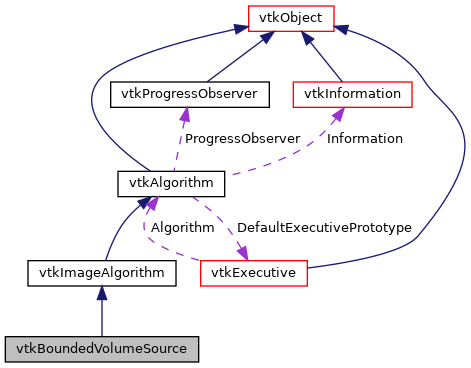 vtkObject
vtkProgressObserver
vtkInformation
ProgressObserver
Information
vtkAlgorithm
Algorithm
DefaultExecutivePrototype
vtkImageAlgorithm
vtkExecutive
vtkBoundedVolumeSource